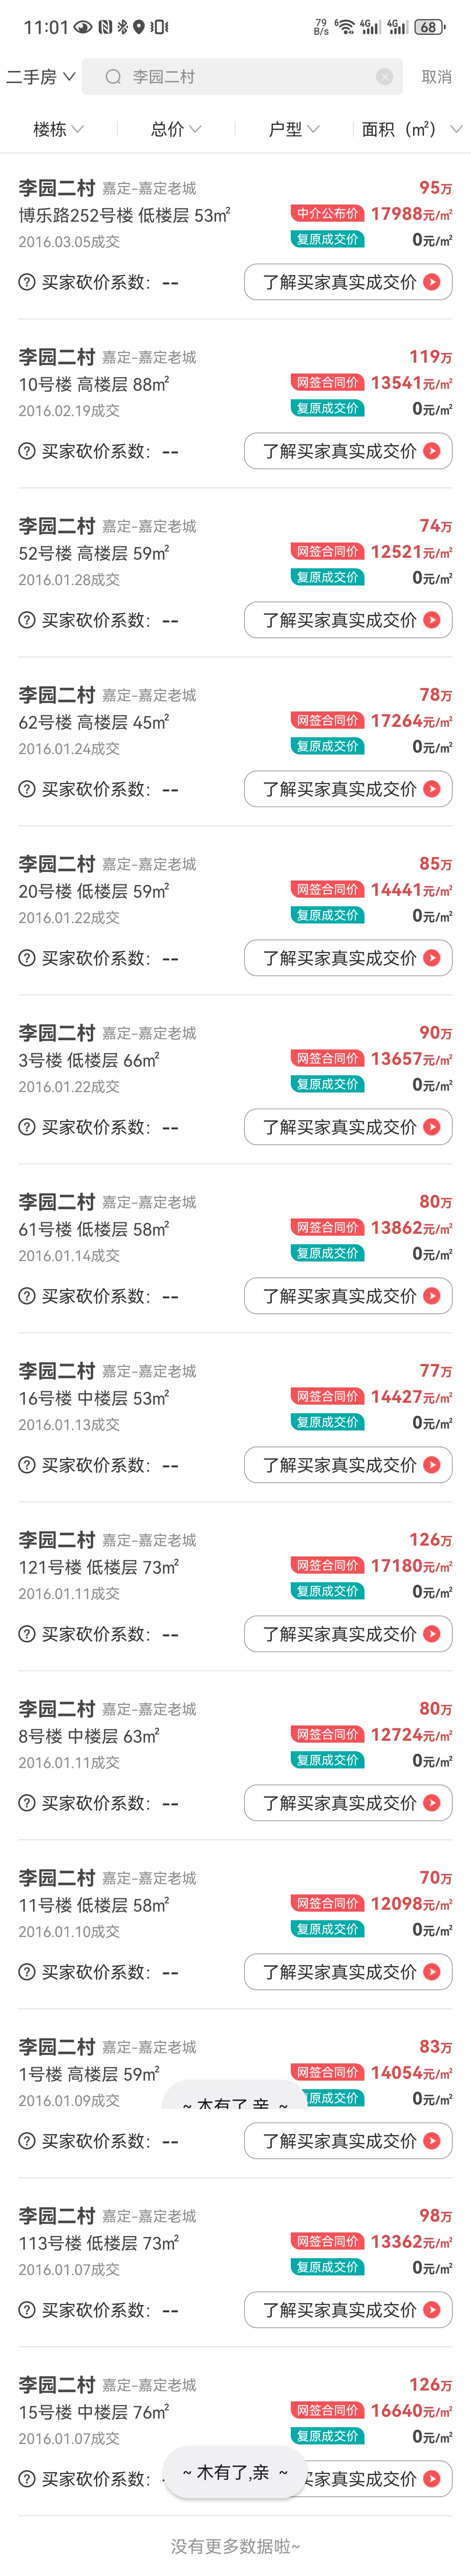 11:01 79 B/s 6 4G 4G 68
二手房 李园二村 取消
楼栋 总价 户型 面积（㎡）
李园二村 嘉定-嘉定老城 95万
博乐路252号楼 低楼层 53㎡ 中介公布价 17988元/㎡
2016.03.05成交 复原成交价 0元/㎡
? 买家砍价系数：-- 了解买家真实成交价
李园二村 嘉定-嘉定老城 119万
10号楼 高楼层 88㎡ 网签合同价 13541元/㎡
2016.02.19成交 复原成交价 0元/㎡
? 买家砍价系数：-- 了解买家真实成交价
李园二村 嘉定-嘉定老城 74万
52号楼 高楼层 59㎡ 网签合同价 12521元/㎡
2016.01.28成交 复原成交价 0元/㎡
? 买家砍价系数：-- 了解买家真实成交价
李园二村 嘉定-嘉定老城 78万
62号楼 高楼层 45㎡ 网签合同价 17264元/㎡
2016.01.24成交 复原成交价 0元/㎡
? 买家砍价系数：-- 了解买家真实成交价
李园二村 嘉定-嘉定老城 85万
20号楼 低楼层 59㎡ 网签合同价 14441元/㎡
2016.01.22成交 复原成交价 0元/㎡
? 买家砍价系数：-- 了解买家真实成交价
李园二村 嘉定-嘉定老城 90万
3号楼 低楼层 66㎡ 网签合同价 13657元/㎡
2016.01.22成交 复原成交价 0元/㎡
? 买家砍价系数：-- 了解买家真实成交价
李园二村 嘉定-嘉定老城 80万
61号楼 低楼层 58㎡ 网签合同价 13862元/㎡
2016.01.14成交 复原成交价 0元/㎡
? 买家砍价系数：-- 了解买家真实成交价
李园二村 嘉定-嘉定老城 77万
16号楼 中楼层 53㎡ 网签合同价 14427元/㎡
2016.01.13成交 复原成交价 0元/㎡
? 买家砍价系数：-- 了解买家真实成交价
李园二村 嘉定-嘉定老城 126万
121号楼 低楼层 73㎡ 网签合同价 17180元/㎡
2016.01.11成交 复原成交价 0元/㎡
? 买家砍价系数：-- 了解买家真实成交价
李园二村 嘉定-嘉定老城 80万
8号楼 中楼层 63㎡ 网签合同价 12724元/㎡
2016.01.11成交 复原成交价 0元/㎡
? 买家砍价系数：-- 了解买家真实成交价
李园二村 嘉定-嘉定老城 70万
11号楼 低楼层 58㎡ 网签合同价 12098元/㎡
2016.01.10成交 复原成交价 0元/㎡
? 买家砍价系数：-- 了解买家真实成交价
李园二村 嘉定-嘉定老城 83万
1号楼 高楼层 59㎡ 网签合同价 14054元/㎡
2016.01.09成交 ~ 木有了,亲 ~ 原成交价 0元/㎡
? 买家砍价系数：-- 了解买家真实成交价
李园二村 嘉定-嘉定老城 98万
113号楼 低楼层 73㎡ 网签合同价 13362元/㎡
2016.01.07成交 复原成交价 0元/㎡
? 买家砍价系数：-- 了解买家真实成交价
李园二村 嘉定-嘉定老城 126万
15号楼 中楼层 76㎡ 网签合同价 16640元/㎡
2016.01.07成交 复原成交价 0元/㎡
? 买家砍价系数： ~ 木有了,亲 ~ 家真实成交价
没有更多数据啦~